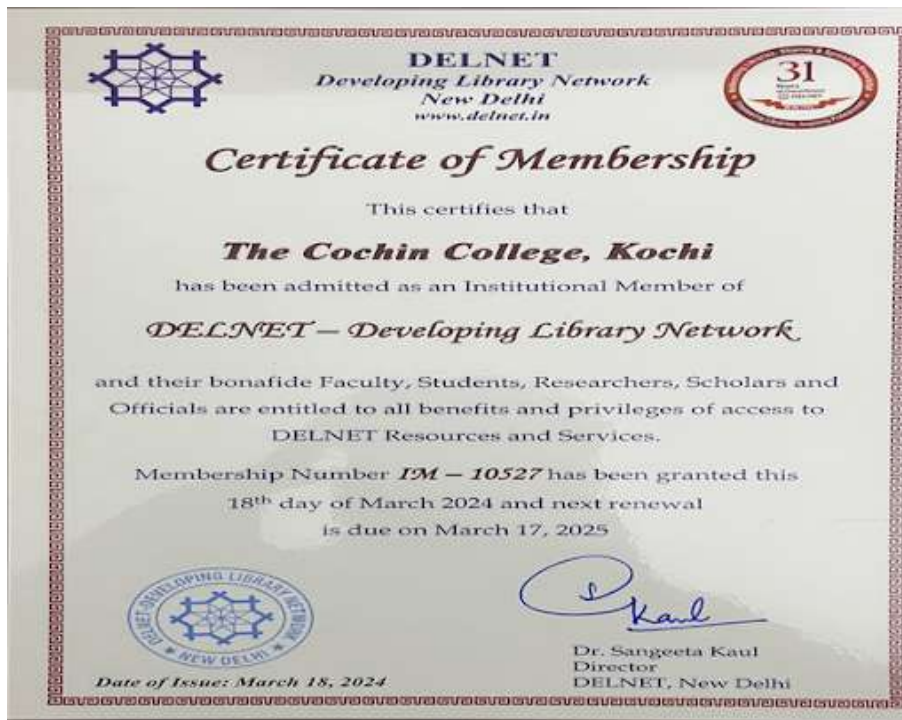 DELNET
Developing Library Network
New Delhi
www.delnet.in
31
Certificate of Membership
This certifies that
The Cochin College, Kochi
has been admitted as an Institutional Member of
DELNET – Developing Library Network
and their bonafide Faculty, Students, Researchers, Scholars and
Officials are entitled to all benefits and privileges of access to
DELNET Resources and Services.
Membership Number IM – 10527 has been granted this
18th day of March 2024 and next renewal
is due on March 17, 2025
DELNET-DEVELOPING LIBRARY NETWORK
NEW DELHI
SKaul
Dr. Sangeeta Kaul
Director
DELNET, New Delhi
Date of Issue: March 18, 2024